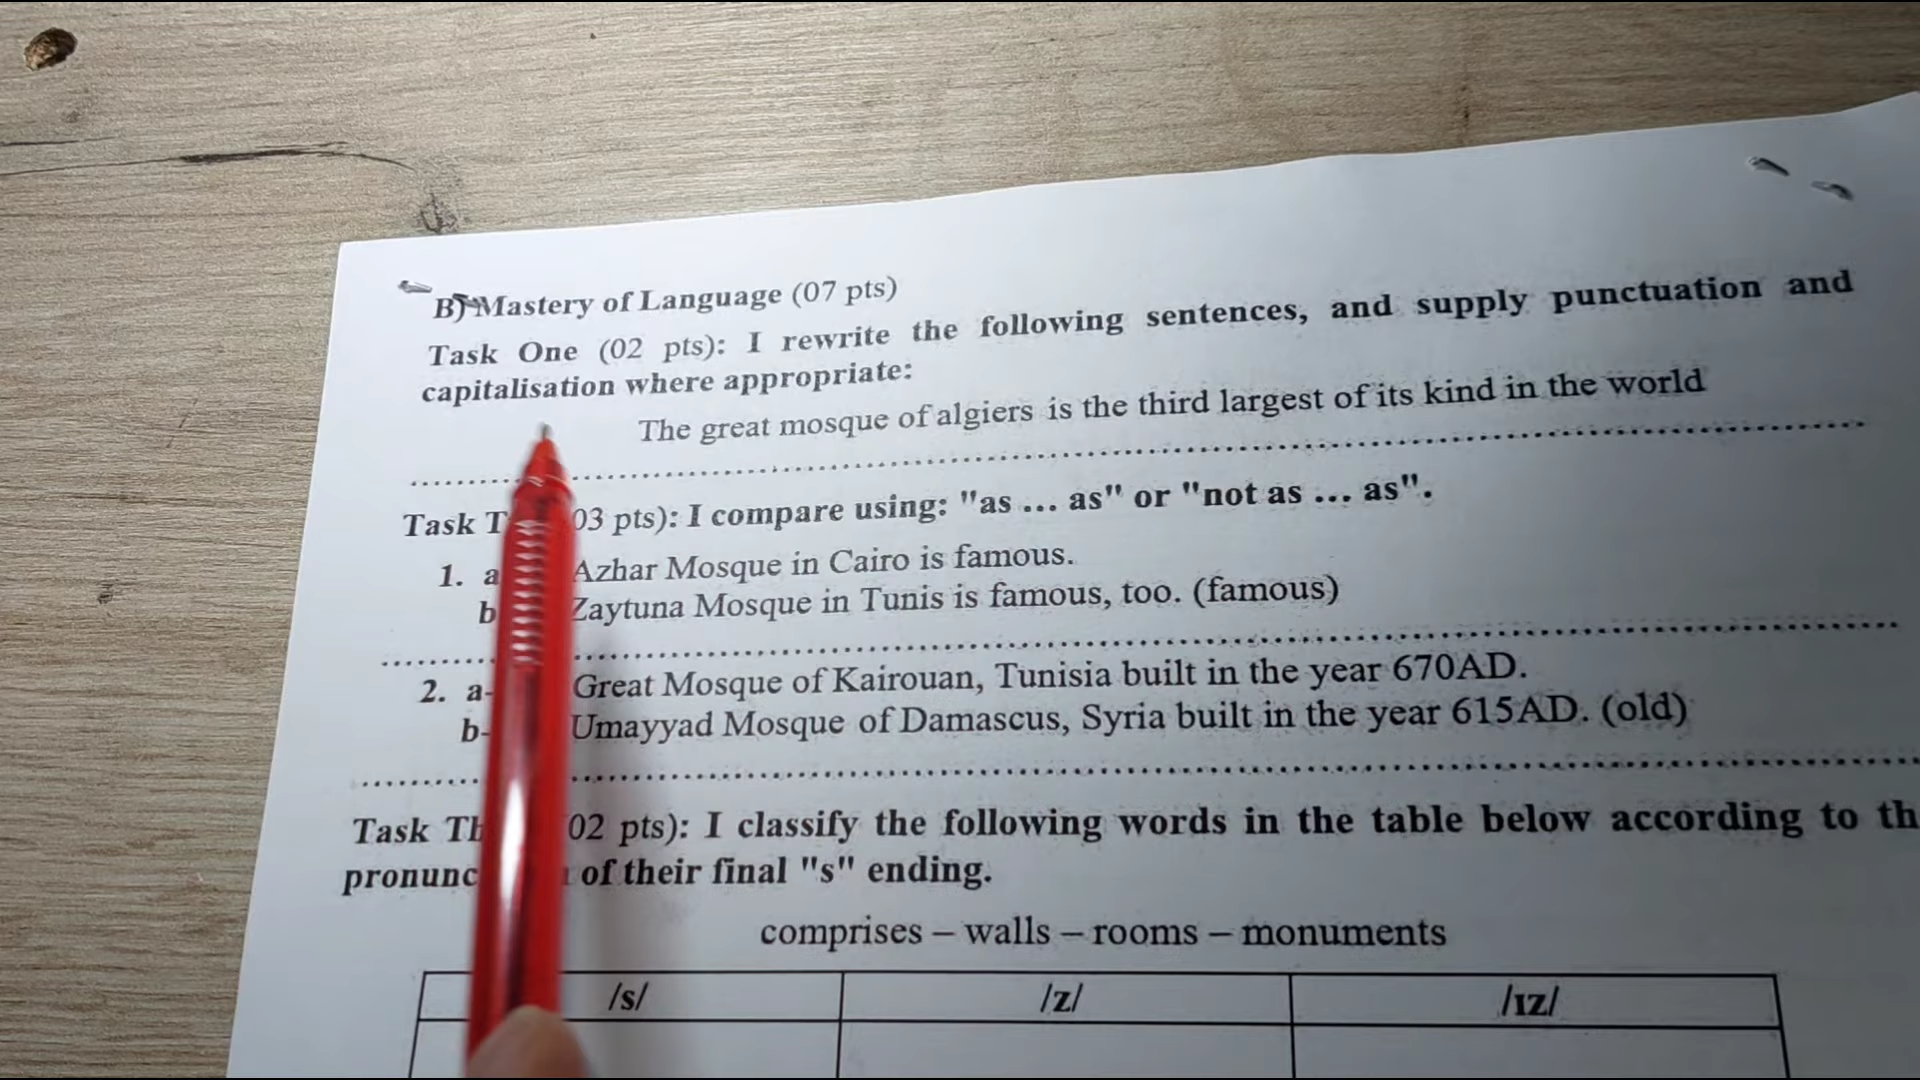 B) Mastery of Language (07 pts)
Task One (02 pts): I rewrite the following sentences, and supply punctuation and
capitalisation where appropriate:
The great mosque of algiers is the third largest of its kind in the world
Task 03 pts): I compare using: "as ... as" or "not as ... as".
1. a Azhar Mosque in Cairo is famous.
b Zaytuna Mosque in Tunis is famous, too. (famous)
2. a- Great Mosque of Kairouan, Tunisia built in the year 670AD.
b- Umayyad Mosque of Damascus, Syria built in the year 615AD. (old)
Task 02 pts): I classify the following words in the table below according to
of their final "s" ending.
comprises – walls – rooms – monuments
/s/ /z/ /ız/